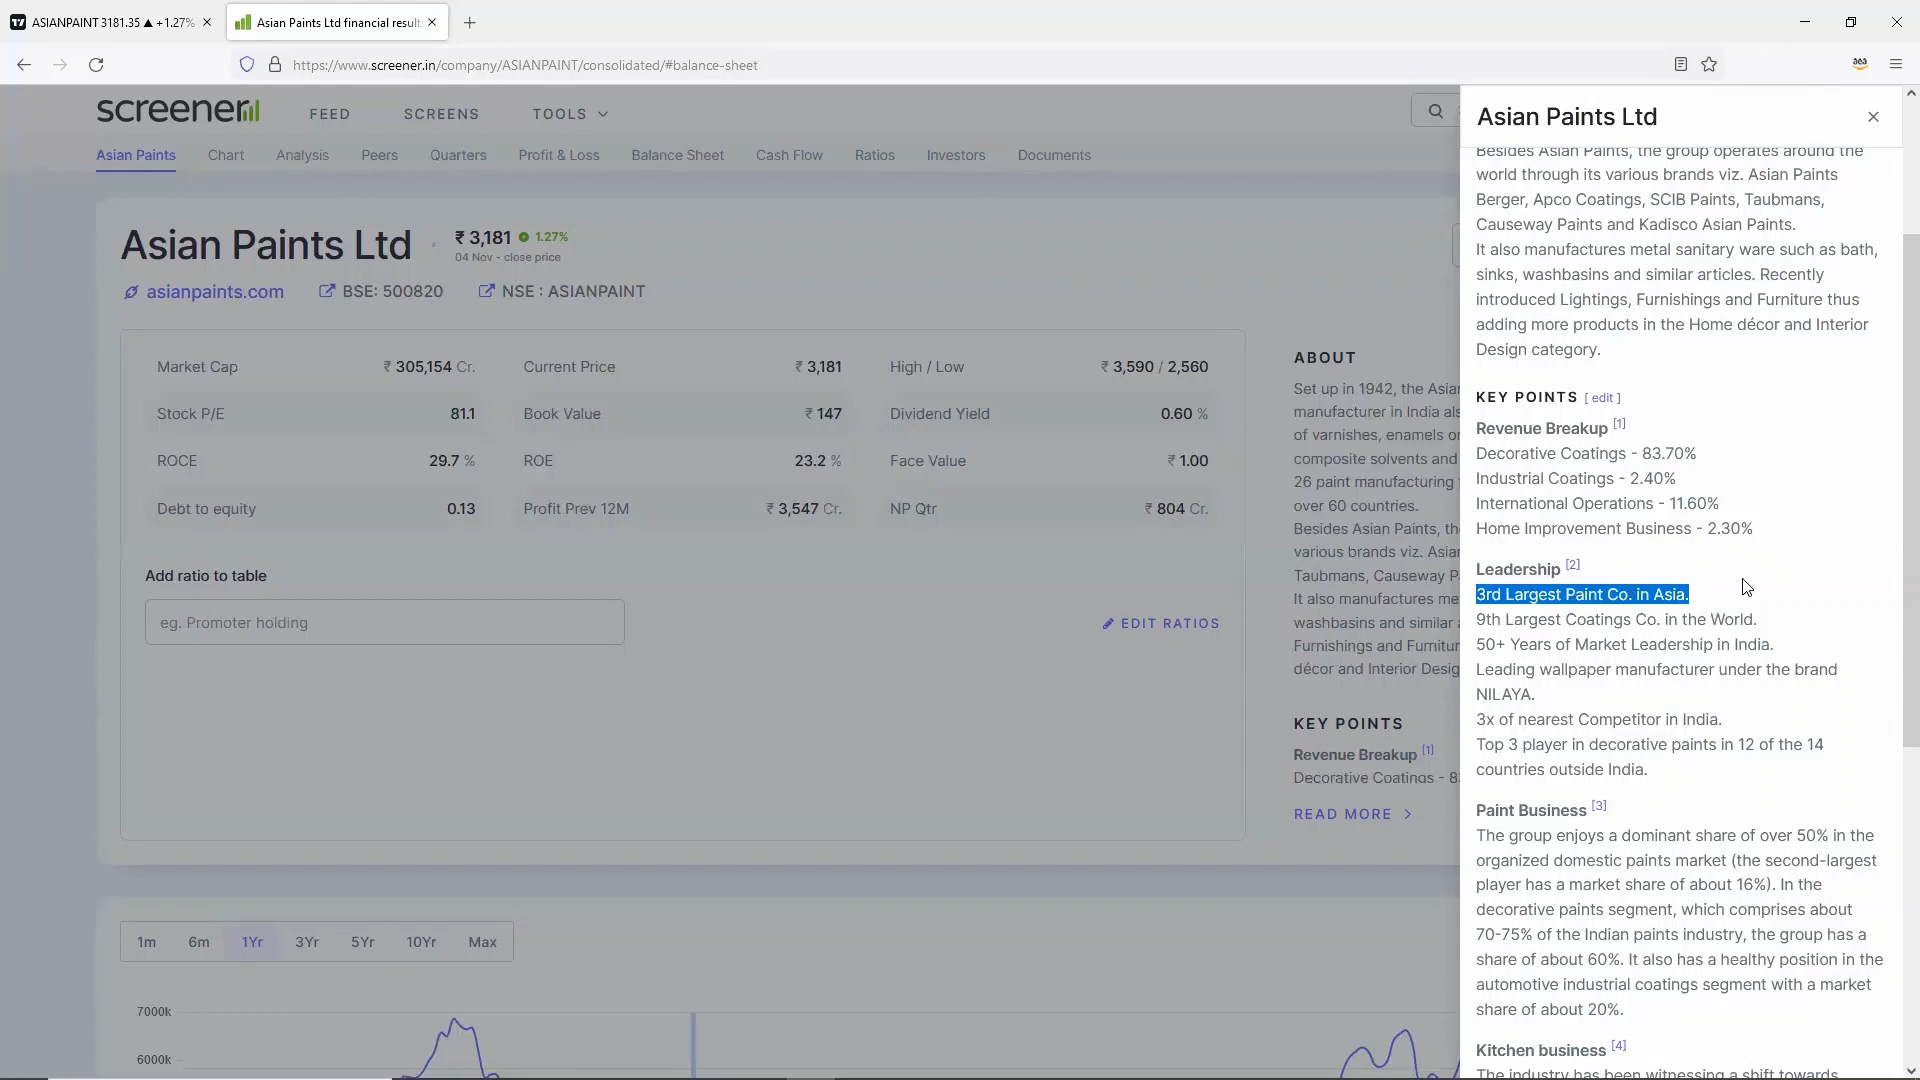 ASIANPAINT 3181.35 ▲ +1.27%
Asian Paints Ltd financial result
https://www.screener.in/company/ASIANPAINT/consolidated/#balance-sheet
screener
FEED
SCREENS
TOOLS
Asian Paints
Chart
Analysis
Peers
Quarters
Profit & Loss
Balance Sheet
Cash Flow
Ratios
Investors
Documents
Asian Paints Ltd
₹ 3,181 1.27%
04 Nov - close price
asianpaints.com
BSE: 500820
NSE : ASIANPAINT
Market Cap ₹ 305,154 Cr.
Current Price ₹ 3,181
High / Low ₹ 3,590 / 2,560
Stock P/E 81.1
Book Value ₹ 147
Dividend Yield 0.60 %
ROCE 29.7 %
ROE 23.2 %
Face Value ₹ 1.00
Debt to equity 0.13
Profit Prev 12M ₹ 3,547 Cr.
NP Qtr ₹ 804 Cr.
Add ratio to table
eg. Promoter holding
EDIT RATIOS
ABOUT
Set up in 1942, the Asian
manufacturer in India als
of varnishes, enamels or
composite solvents and
26 paint manufacturing
over 60 countries.
Besides Asian Paints, th
various brands viz. Asian
Taubmans, Causeway P
It also manufactures me
washbasins and similar
Furnishings and Furnitur
décor and Interior Desig
KEY POINTS
Revenue Breakup [1]
Decorative Coatings - 83
READ MORE
1m
6m
1Yr
3Yr
5Yr
10Yr
Max
7000k
6000k
Asian Paints Ltd
Besides Asian Paints, the group operates around the
world through its various brands viz. Asian Paints
Berger, Apco Coatings, SCIB Paints, Taubmans,
Causeway Paints and Kadisco Asian Paints.
It also manufactures metal sanitary ware such as bath,
sinks, washbasins and similar articles. Recently
introduced Lightings, Furnishings and Furniture thus
adding more products in the Home décor and Interior
Design category.
KEY POINTS [ edit ]
Revenue Breakup [1]
Decorative Coatings - 83.70%
Industrial Coatings - 2.40%
International Operations - 11.60%
Home Improvement Business - 2.30%
Leadership [2]
3rd Largest Paint Co. in Asia.
9th Largest Coatings Co. in the World.
50+ Years of Market Leadership in India.
Leading wallpaper manufacturer under the brand
NILAYA.
3x of nearest Competitor in India.
Top 3 player in decorative paints in 12 of the 14
countries outside India.
Paint Business [3]
The group enjoys a dominant share of over 50% in the
organized domestic paints market (the second-largest
player has a market share of about 16%). In the
decorative paints segment, which comprises about
70-75% of the Indian paints industry, the group has a
share of about 60%. It also has a healthy position in the
automotive industrial coatings segment with a market
share of about 20%.
Kitchen business [4]
The industry has been witnessing a shift towards